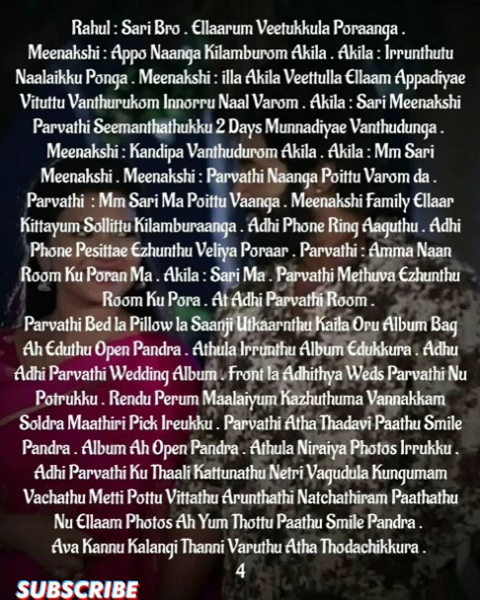 Rahul : Sari Bro . Ellaarum Veetukkula Poraanga .
Meenakshi : Appo Naanga Kilamburom Akila . Akila : Irrunthutu
Naalaikku Ponga . Meenakshi : illa Akila Veettulla Ellaam Appadiyae
Vituttu Vanthurukom Innorru Naal Varom . Akila : Sari Meenakshi
Parvathi Seemanthathukku 2 Days Munnadiyae Vanthudunga .
Meenakshi : Kandipa Vanthudurom Akila . Akila : Mm Sari
Meenakshi . Meenakshi : Parvathi Naanga Poittu Varom da .
Parvathi : Mm Sari Ma Poittu Vaanga . Meenakshi Family Ellaar
Kittayum Sollittu Kilamburaanga . Adhi Phone Ring Aaguthu . Adhi
Phone Pesittae Ezhunthu Veliya Poraar . Parvathi : Amma Naan
Room Ku Poran Ma . Akila : Sari Ma . Parvathi Methuva Ezhunthu
Room Ku Pora . At Adhi Parvathi Room .
Parvathi Bed la Pillow la Saanji Utkaarnthu Kaila Oru Album Bag
Ah Eduthu Open Pandra . Athula Irrunthu Album Edukkura . Adhu
Adhi Parvathi Wedding Album . Front la Adhithya Weds Parvathi Nu
Potrukku . Rendu Perum Maalaiyum Kazhuthuma Vannakkam
Soldra Maathiri Pick Ireukku . Parvathi Atha Thadavi Paathu Smile
Pandra . Album Ah Open Pandra . Athula Niraiya Photos Irrukku .
Adhi Parvathi Ku Thaali Kattunathu Netri Vagudula Kungumam
Vachathu Metti Pottu Vittathu Arunthathi Natchathiram Paathathu
Nu Ellaam Photos Ah Yum Thottu Paathu Smile Pandra .
Ava Kannu Kalangi Thanni Varuthu Atha Thodachikkura .
4
SUBSCRIBE